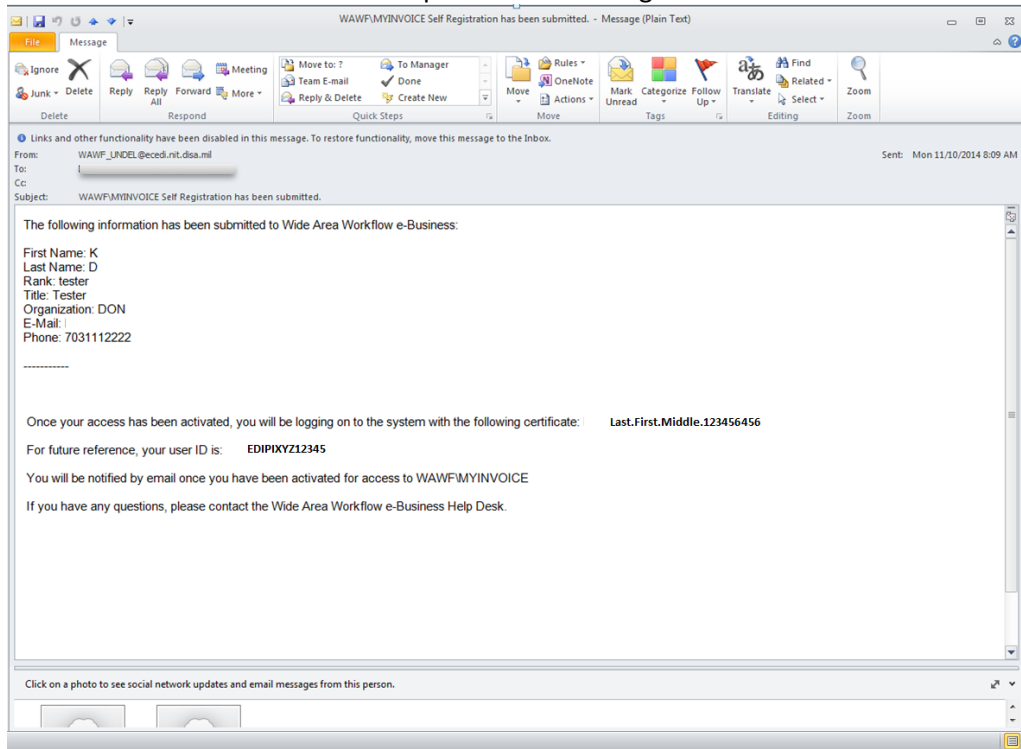 WAWF\MYINVOICE Self Registration has been submitted. - Message (Plain Text)
File Message
Ignore
Junk
Delete
Reply
Reply All
Forward
Meeting
More
Move to: ?
Team E-mail
Reply & Delete
To Manager
Done
Create New
Move
Rules
OneNote
Actions
Mark Unread
Categorize
Follow Up
Translate
Find
Related
Select
Zoom
Delete Respond Quick Steps Move Tags Editing Zoom
Links and other functionality have been disabled in this message. To restore functionality, move this message to the Inbox.
From: WAWF_UNDEL@ecedi.nit.disa.mil Sent: Mon 11/10/2014 8:09 AM
To:
Cc:
Subject: WAWF\MYINVOICE Self Registration has been submitted.
The following information has been submitted to Wide Area Workflow e-Business:
First Name: K
Last Name: D
Rank: tester
Title: Tester
Organization: DON
E-Mail:
Phone: 7031112222
-----------
Once your access has been activated, you will be logging on to the system with the following certificate: Last.First.Middle.123456456
For future reference, your user ID is: EDIPIXYZ12345
You will be notified by email once you have been activated for access to WAWF\MYINVOICE
If you have any questions, please contact the Wide Area Workflow e-Business Help Desk.
Click on a photo to see social network updates and email messages from this person.